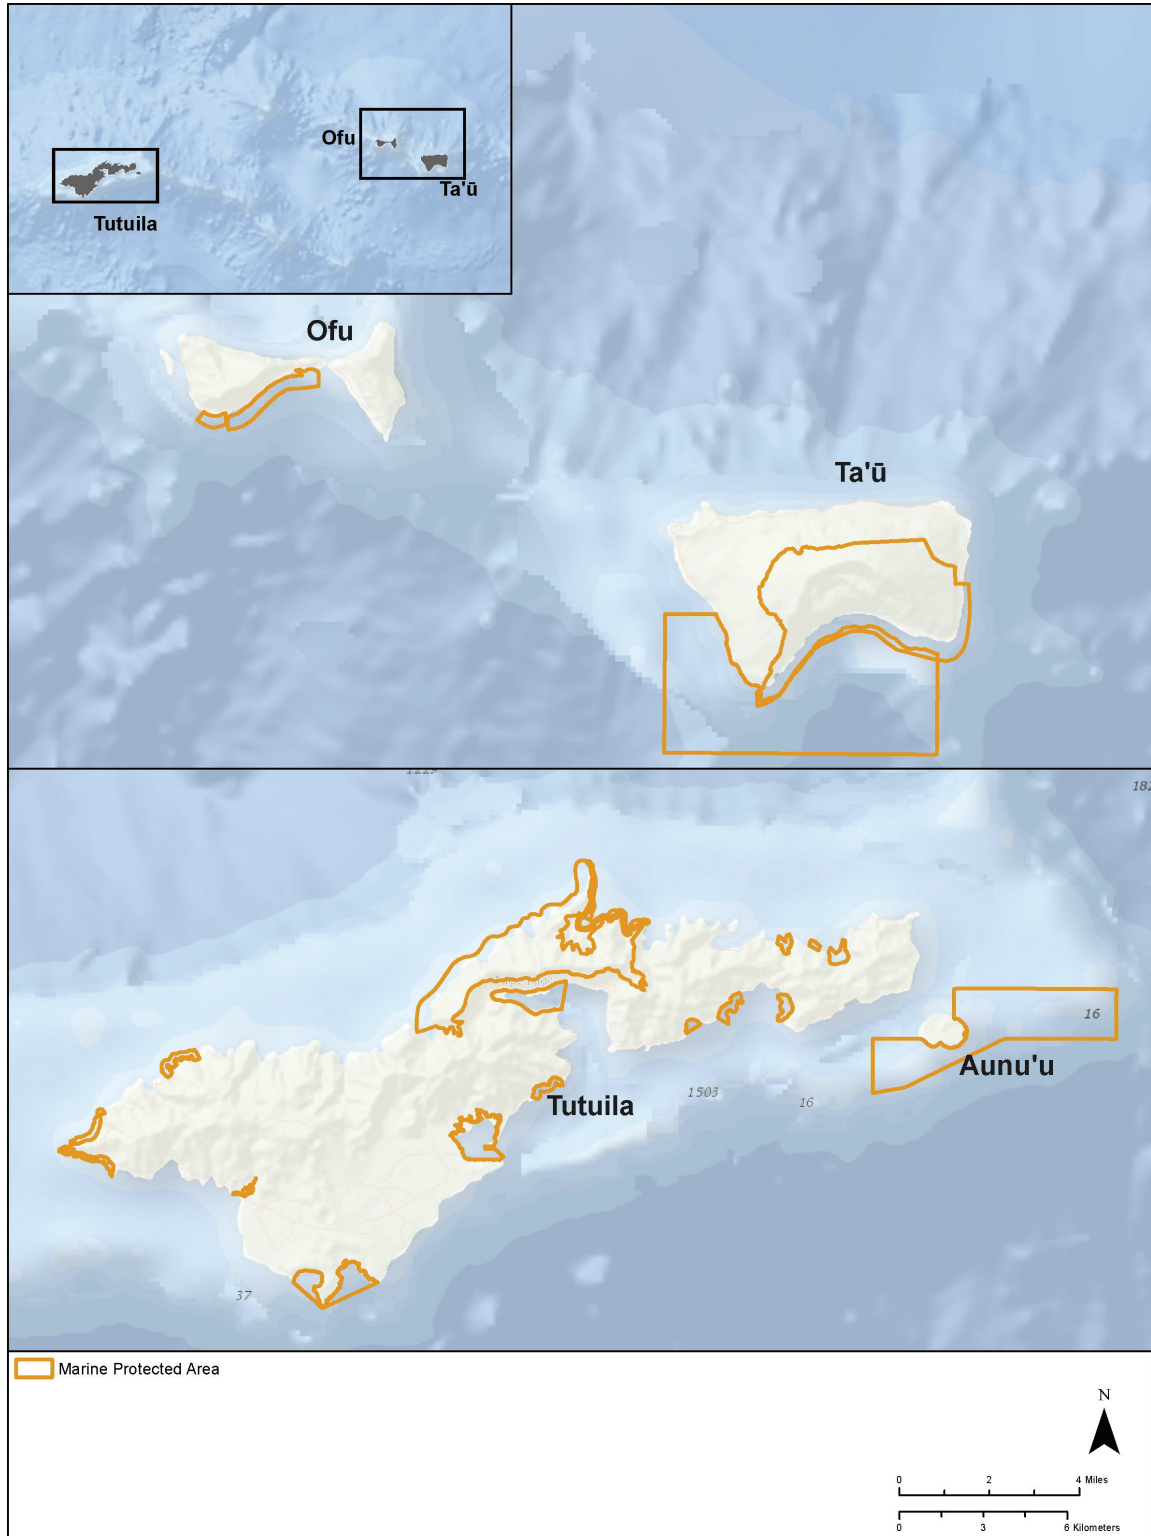 Ofu
Ta'ū
Tutuila
Ofu
Ta'ū
1229
182
16
Aunu'u
1503
16
Tutuila
37
Marine Protected Area
N
0 2 4 Miles
0 3 6 Kilometers